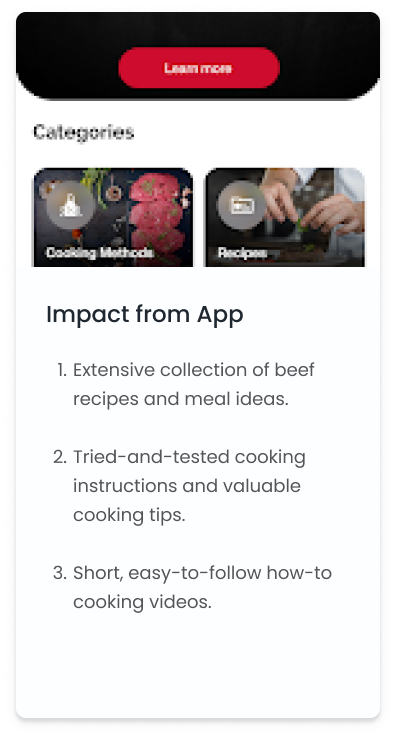 Learn more
Categories
Cooking Methods
Recipes
Impact from App
1. Extensive collection of beef
recipes and meal ideas.
2. Tried-and-tested cooking
instructions and valuable
cooking tips.
3. Short, easy-to-follow how-to
cooking videos.